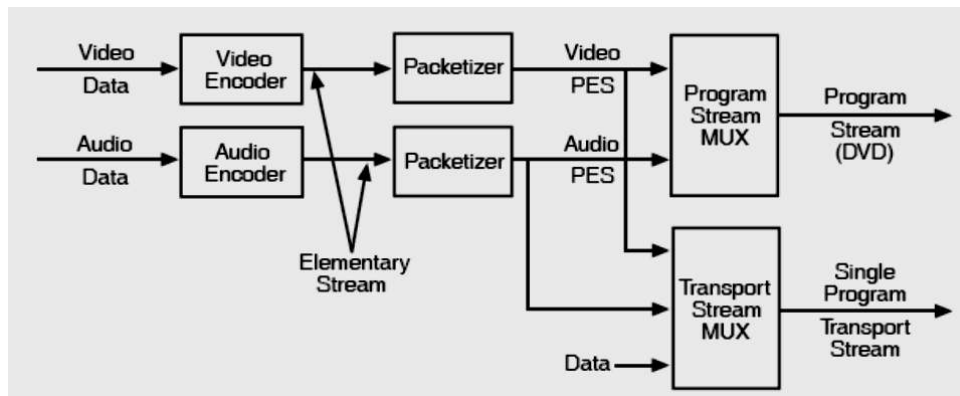 Video
Data
Video
Encoder
Packetizer
Video
PES
Program
Stream
MUX
Program
Stream
(DVD)
Audio
Data
Audio
Encoder
Packetizer
Audio
PES
Elementary
Stream
Transport
Stream
MUX
Single
Program
Transport
Stream
Data